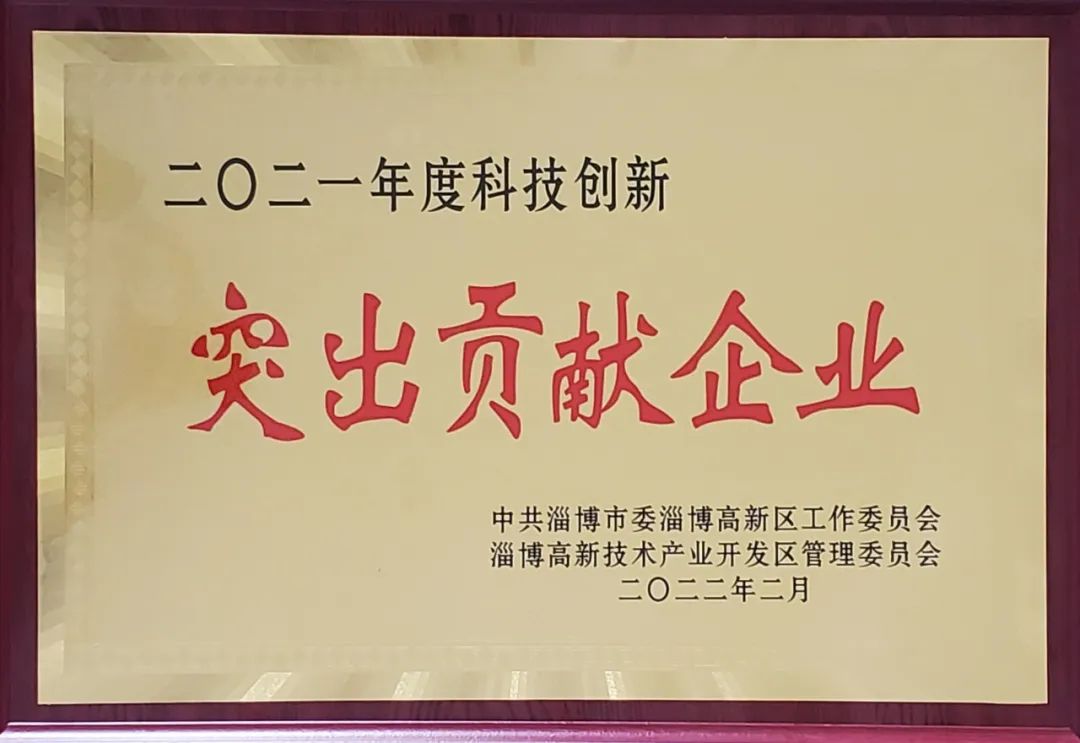 二〇二一年度科技创新
突出贡献企业
中共淄博市委淄博高新区工作委员会
淄博高新技术产业开发区管理委员会
二〇二二年二月